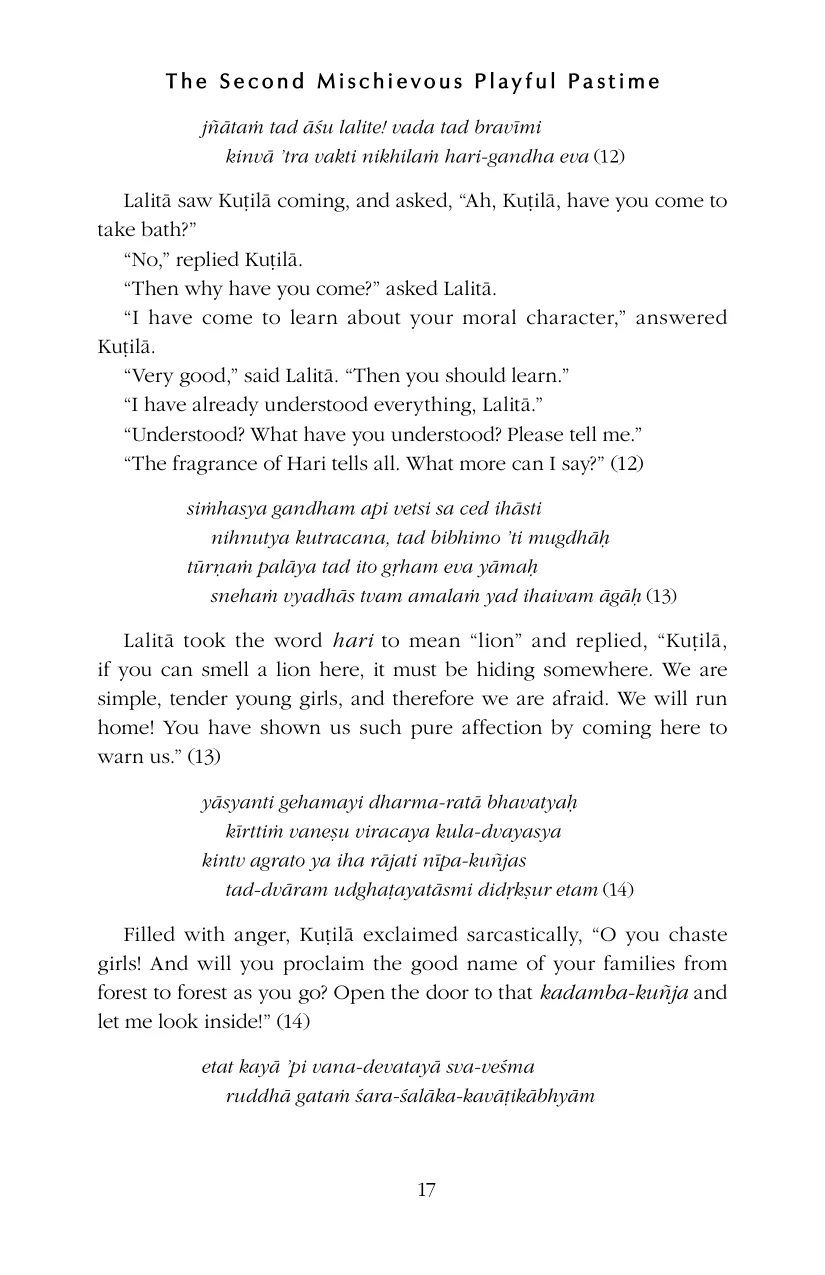 The Second Mischievous Playful Pastime
jñātaṁ tad āśu lalite! vada tad bravīmi
kinvā ’tra vakti nikhilaṁ hari-gandha eva (12)
Lalitā saw Kuṭilā coming, and asked, “Ah, Kuṭilā, have you come to
take bath?”
“No,” replied Kuṭilā.
“Then why have you come?” asked Lalitā.
“I have come to learn about your moral character,” answered
Kuṭilā.
“Very good,” said Lalitā. “Then you should learn.”
“I have already understood everything, Lalitā.”
“Understood? What have you understood? Please tell me.”
“The fragrance of Hari tells all. What more can I say?” (12)
siṁhasya gandham api vetsi sa ced ihāsti
nihnutya kutracana, tad bibhimo ’ti mugdhāḥ
tūrṇaṁ palāya tad ito gṛham eva yāmaḥ
snehaṁ vyadhās tvam amalaṁ yad ihaivam āgāḥ (13)
Lalitā took the word hari to mean “lion” and replied, “Kuṭilā,
if you can smell a lion here, it must be hiding somewhere. We are
simple, tender young girls, and therefore we are afraid. We will run
home! You have shown us such pure affection by coming here to
warn us.” (13)
yāsyanti gehamayi dharma-ratā bhavatyaḥ
kīrttiṁ vaneṣu viracaya kula-dvayasya
kintv agrato ya iha rājati nīpa-kuñjas
tad-dvāram udghaṭayatāsmi didṛkṣur etam (14)
Filled with anger, Kuṭilā exclaimed sarcastically, “O you chaste
girls! And will you proclaim the good name of your families from
forest to forest as you go? Open the door to that kadamba-kuñja and
let me look inside!” (14)
etat kayā ’pi vana-devatayā sva-veśma
ruddhā gataṁ śara-śalāka-kavāṭikābhyām
17